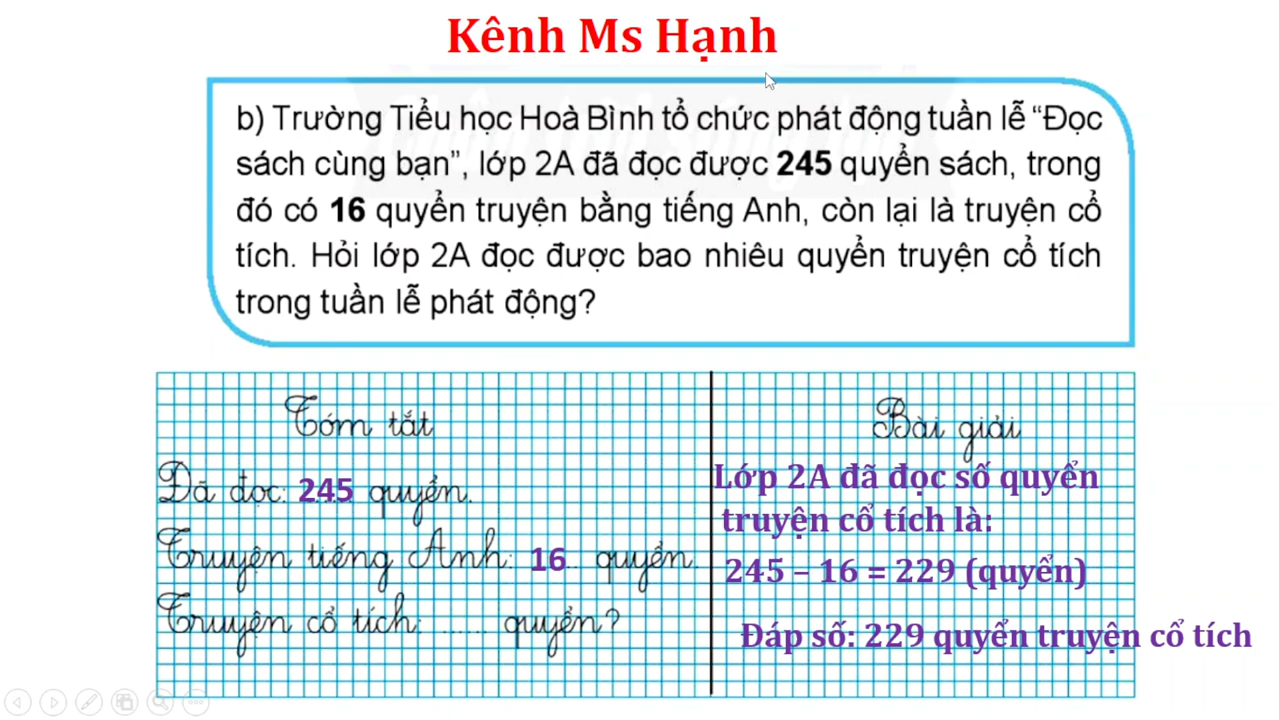 Kênh Ms Hạnh
b) Trường Tiểu học Hoà Bình tổ chức phát động tuần lễ “Đọc
sách cùng bạn”, lớp 2A đã đọc được 245 quyển sách, trong
đó có 16 quyển truyện bằng tiếng Anh, còn lại là truyện cổ
tích. Hỏi lớp 2A đọc được bao nhiêu quyển truyện cổ tích
trong tuần lễ phát động?
Tóm tắt
Đã đọc: 245 quyển.
Truyện tiếng Anh: 16.. quyển.
Truyện cổ tích: ...... quyển?
Bài giải
Lớp 2A đã đọc số quyển
truyện cổ tích là:
245 – 16 = 229 (quyển)
Đáp số: 229 quyển truyện cổ tích